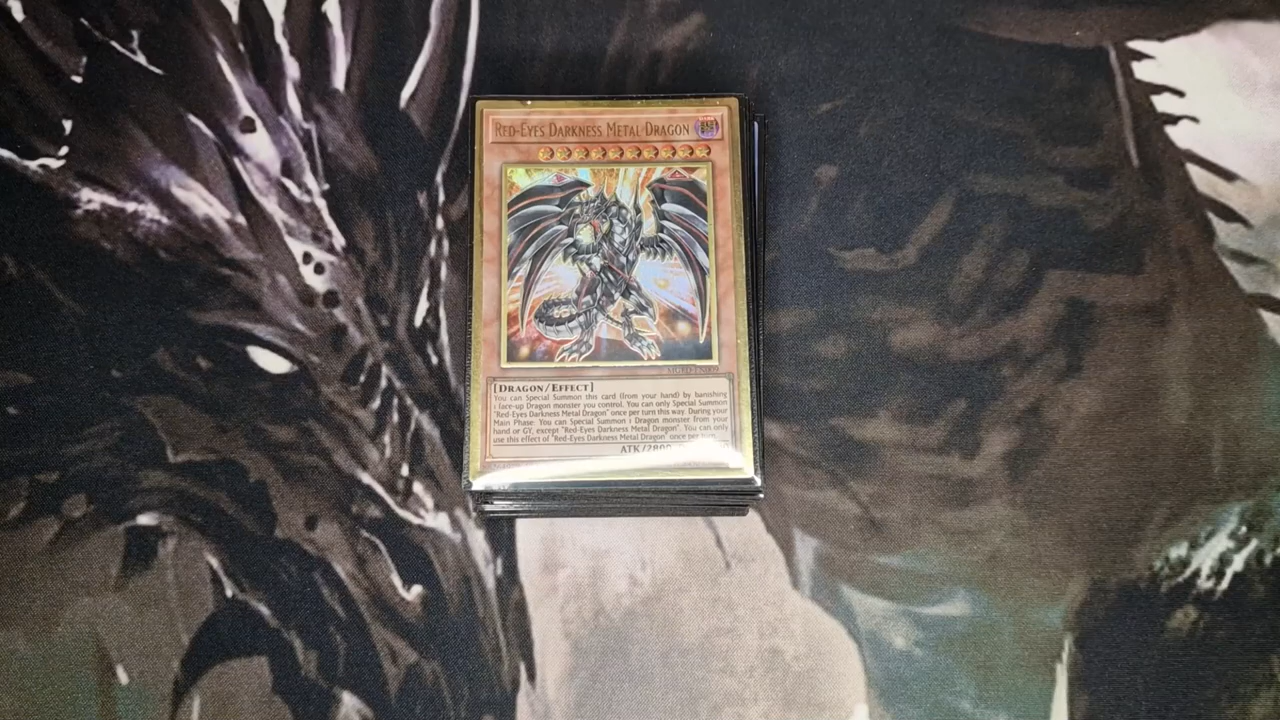 RED-EYES DARKNESS METAL DRAGON
[DRAGON/EFFECT]
You can Special Summon this card (from your hand) by banishing
1 face-up Dragon monster you control. You can only Special Summon
"Red-Eyes Darkness Metal Dragon" once per turn this way. During your
Main Phase: You can Special Summon 1 Dragon monster from your
hand or GY, except "Red-Eyes Darkness Metal Dragon". You can only
use this effect of "Red-Eyes Darkness Metal Dragon" once per turn.
ATK/2800